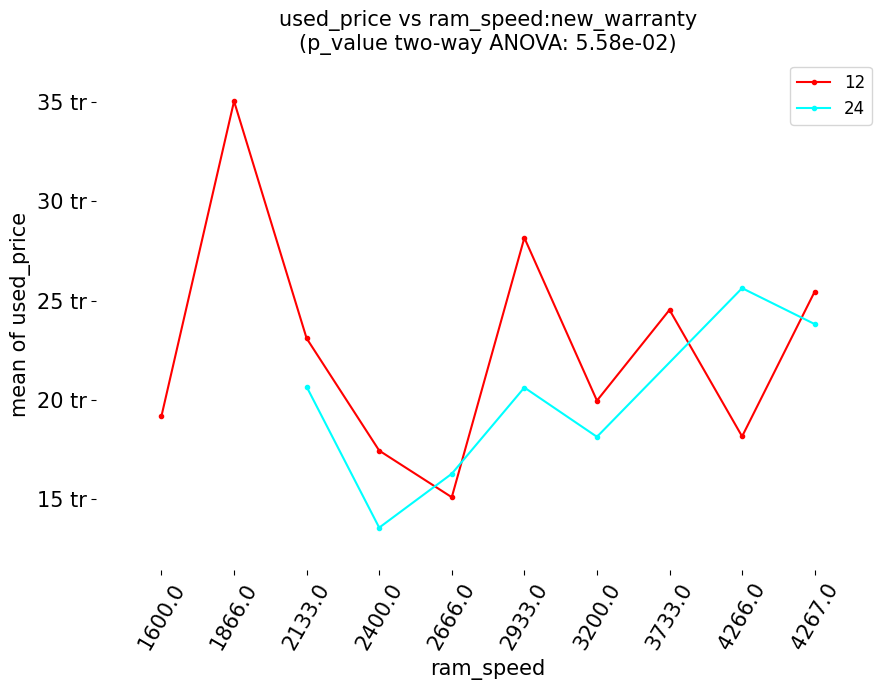 used_price vs ram_speed:new_warranty
(p_value two-way ANOVA: 5.58e-02)
12
24
35 tr
30 tr
25 tr
20 tr
15 tr
mean of used_price
1600.0
1866.0
2133.0
2400.0
2666.0
2933.0
3200.0
3733.0
4266.0
4267.0
ram_speed